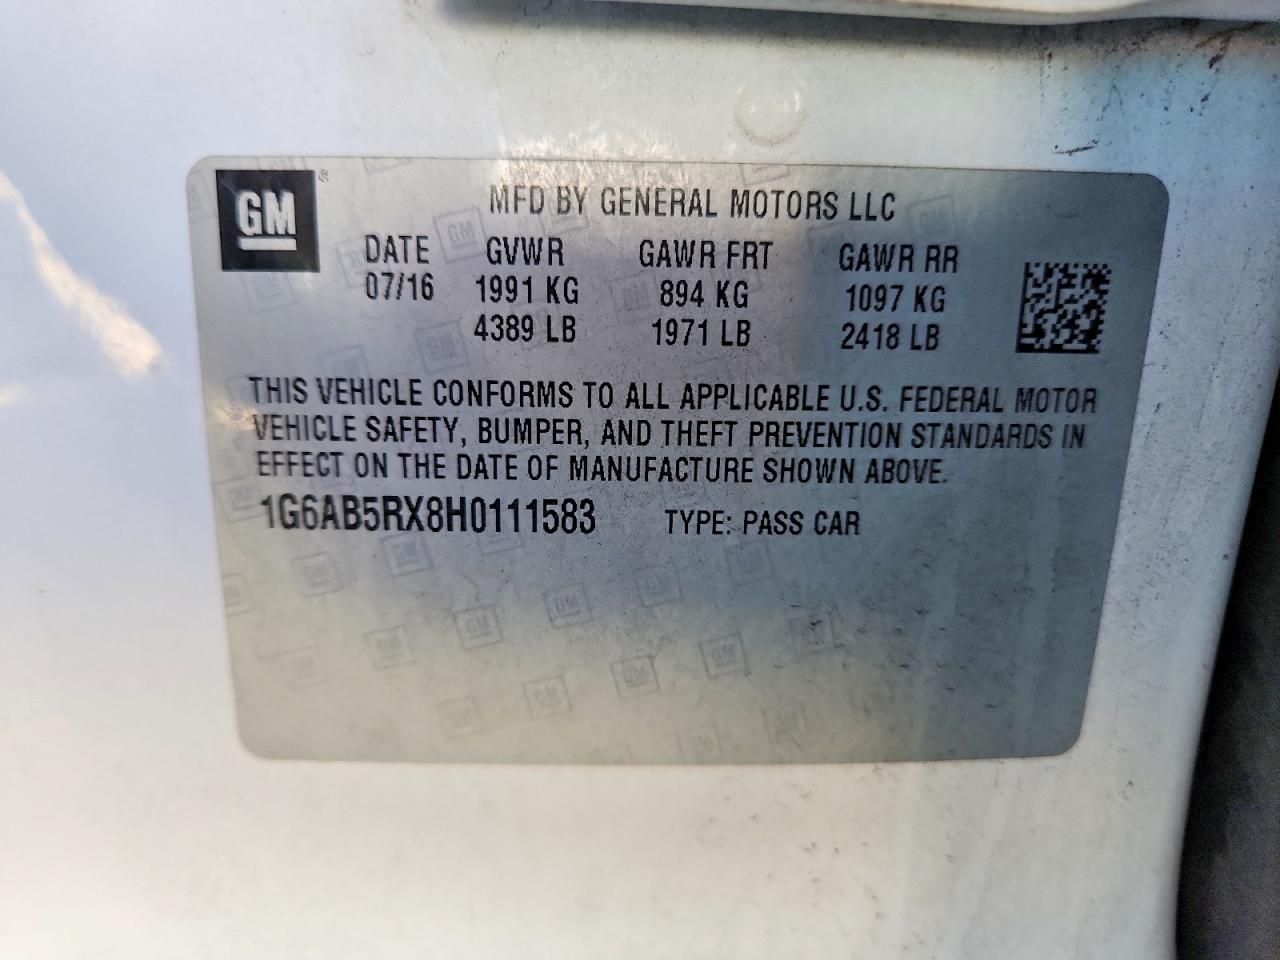 GM®
MFD BY GENERAL MOTORS LLC
DATE GVWR GAWR FRT GAWR RR
07/16 1991 KG 894 KG 1097 KG
4389 LB 1971 LB 2418 LB
THIS VEHICLE CONFORMS TO ALL APPLICABLE U.S. FEDERAL MOTOR
VEHICLE SAFETY, BUMPER, AND THEFT PREVENTION STANDARDS IN
EFFECT ON THE DATE OF MANUFACTURE SHOWN ABOVE.
1G6AB5RX8H0111583 TYPE: PASS CAR